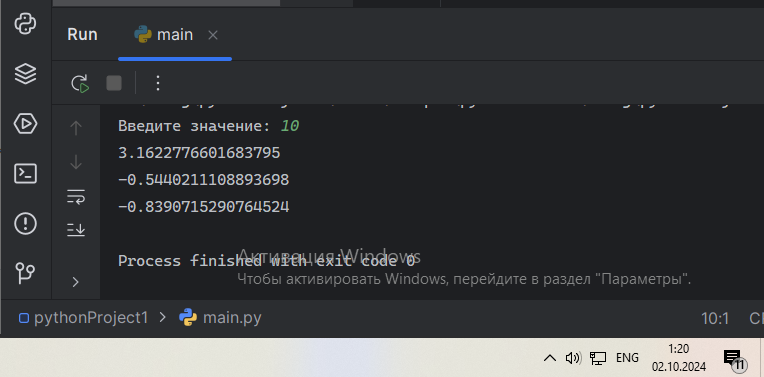 Run main
Введите значение: 10
3.1622776601683795
-0.5440211108893698
-0.8390715290764524
Process finished with exit code 0
Активация Windows
Чтобы активировать Windows, перейдите в раздел "Параметры".
pythonProject1 > main.py 10:1
ENG 1:20
02.10.2024 11